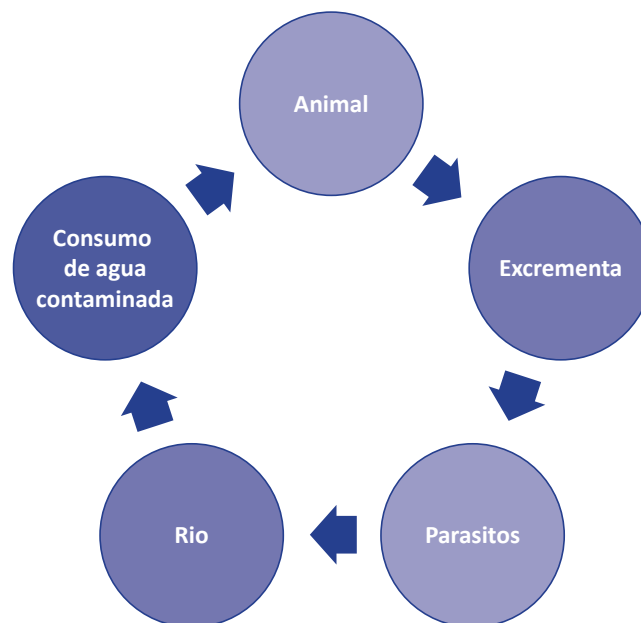 Animal
Excrementa
Parasitos
Rio
Consumo
de agua
contaminada